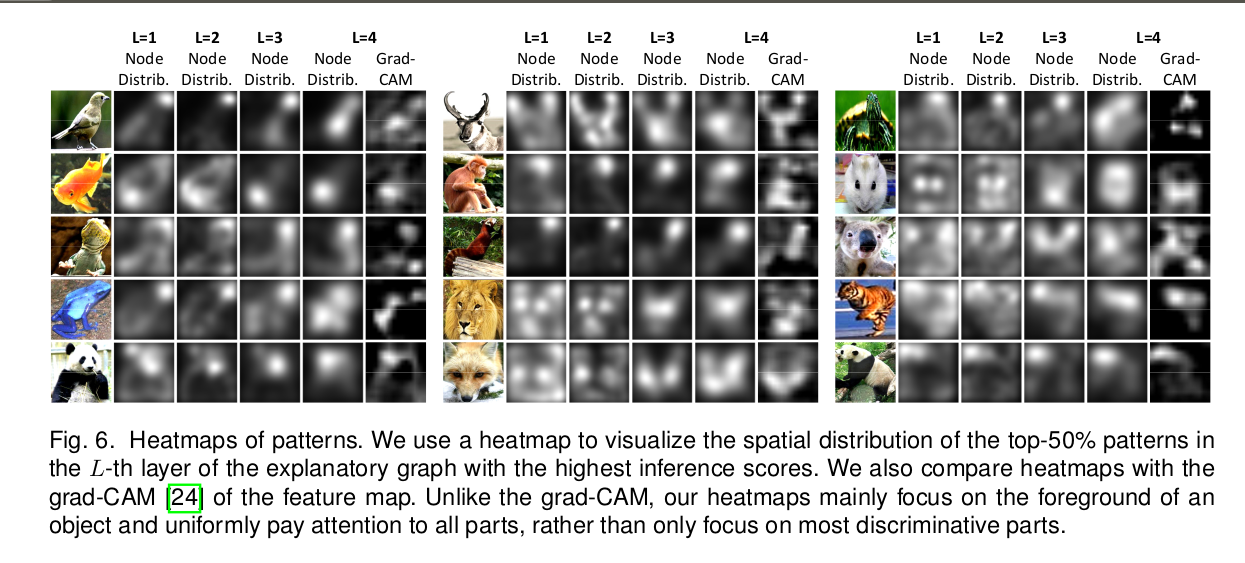 L=1 L=2 L=3 L=4 L=1 L=2 L=3 L=4 L=1 L=2 L=3 L=4
Node Node Node Node Grad- Node Node Node Node Grad- Node Node Node Node Grad-
Distrib. Distrib. Distrib. Distrib. CAM Distrib. Distrib. Distrib. Distrib. CAM Distrib. Distrib. Distrib. Distrib. CAM
Fig. 6. Heatmaps of patterns. We use a heatmap to visualize the spatial distribution of the top-50% patterns in
the L-th layer of the explanatory graph with the highest inference scores. We also compare heatmaps with the
grad-CAM [24] of the feature map. Unlike the grad-CAM, our heatmaps mainly focus on the foreground of an
object and uniformly pay attention to all parts, rather than only focus on most discriminative parts.